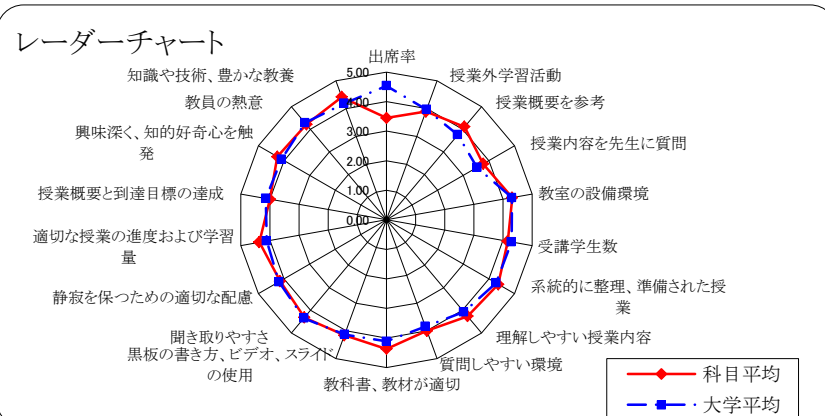 レーダーチャート
出席率
授業外学習活動
授業概要を参考
授業内容を先生に質問
教室の設備環境
受講学生数
系統的に整理、準備された授
業
理解しやすい授業内容
質問しやすい環境
教科書、教材が適切
黒板の書き方、ビデオ、スライド
の使用
聞き取りやすさ
静寂を保つための適切な配慮
適切な授業の進度および学習
量
授業概要と到達目標の達成
興味深く、知的好奇心を触
発
教員の熱意
知識や技術、豊かな教養
5.00
4.00
3.00
2.00
1.00
0.00
科目平均
大学平均